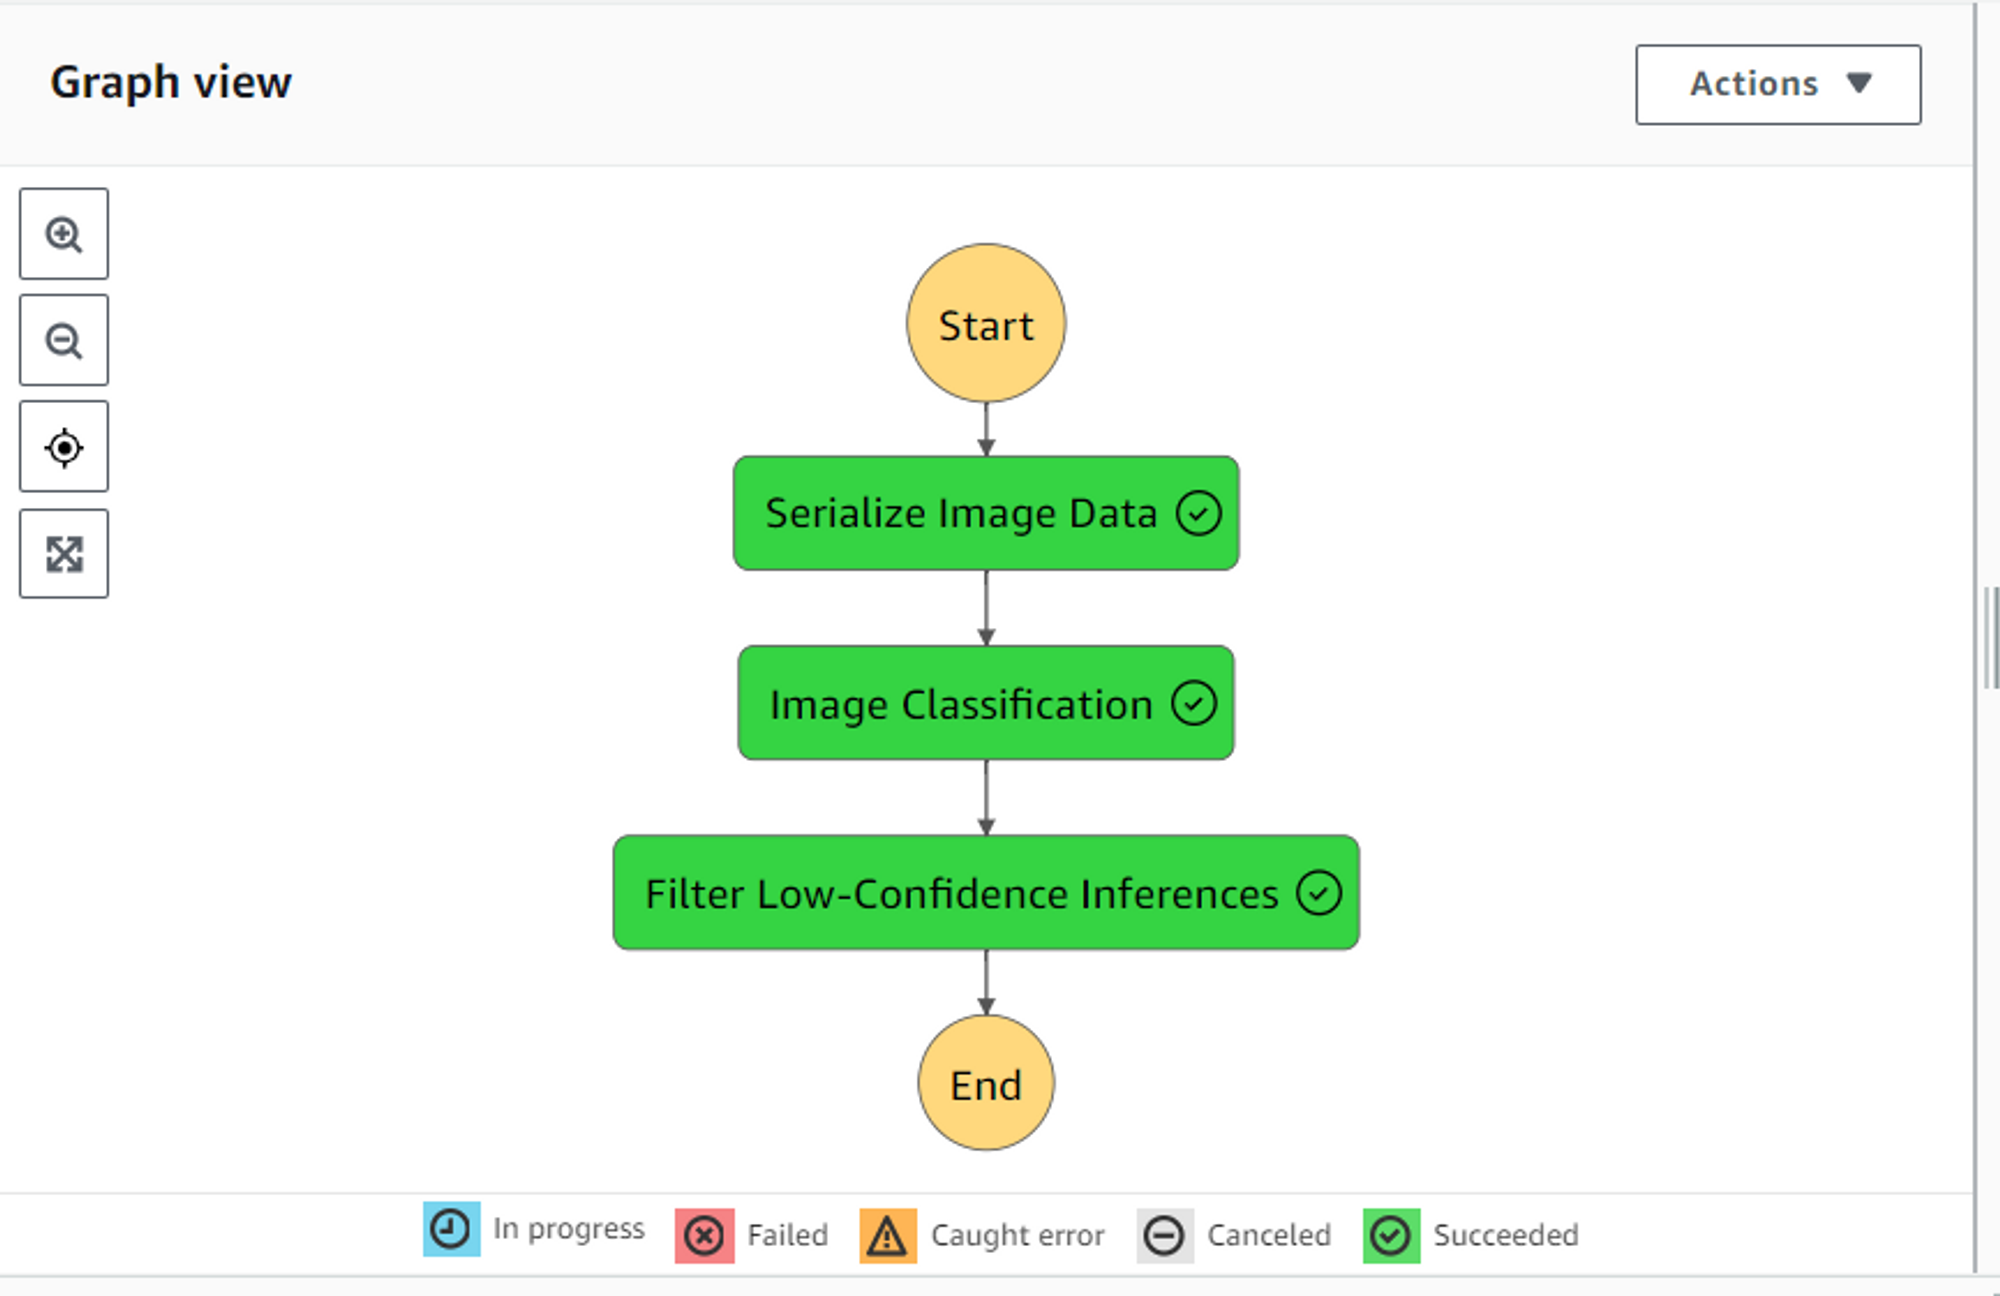 Graph view
Actions
Start
Serialize Image Data
Image Classification
Filter Low-Confidence Inferences
End
In progress
Failed
Caught error
Canceled
Succeeded